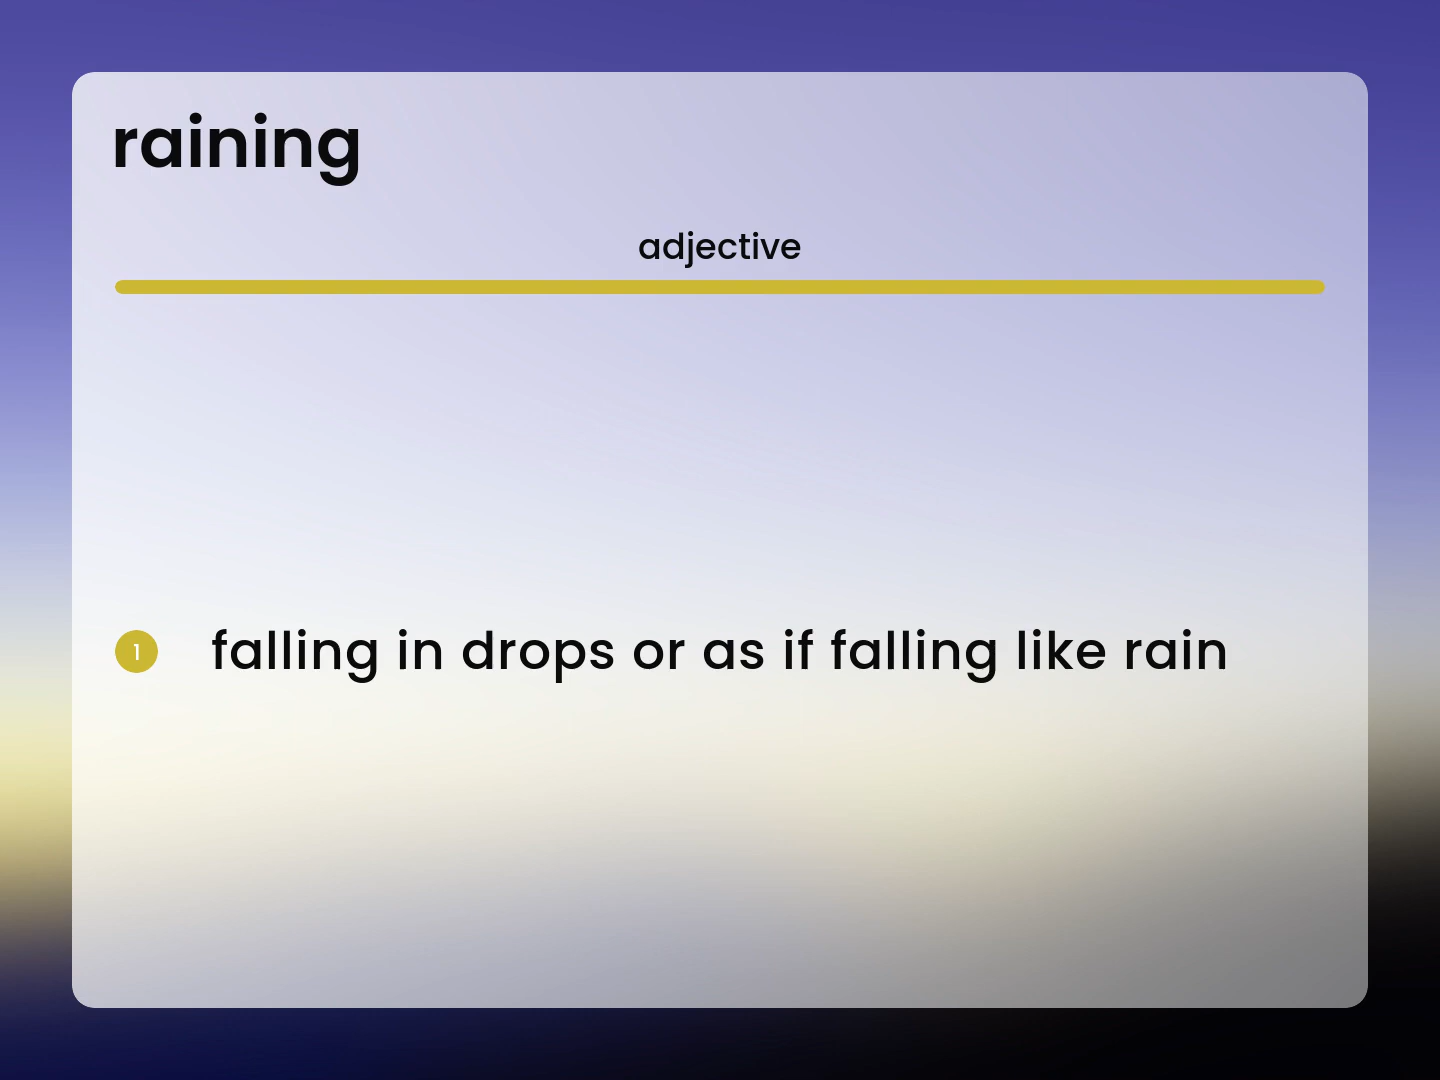 raining
adjective
1 falling in drops or as if falling like rain